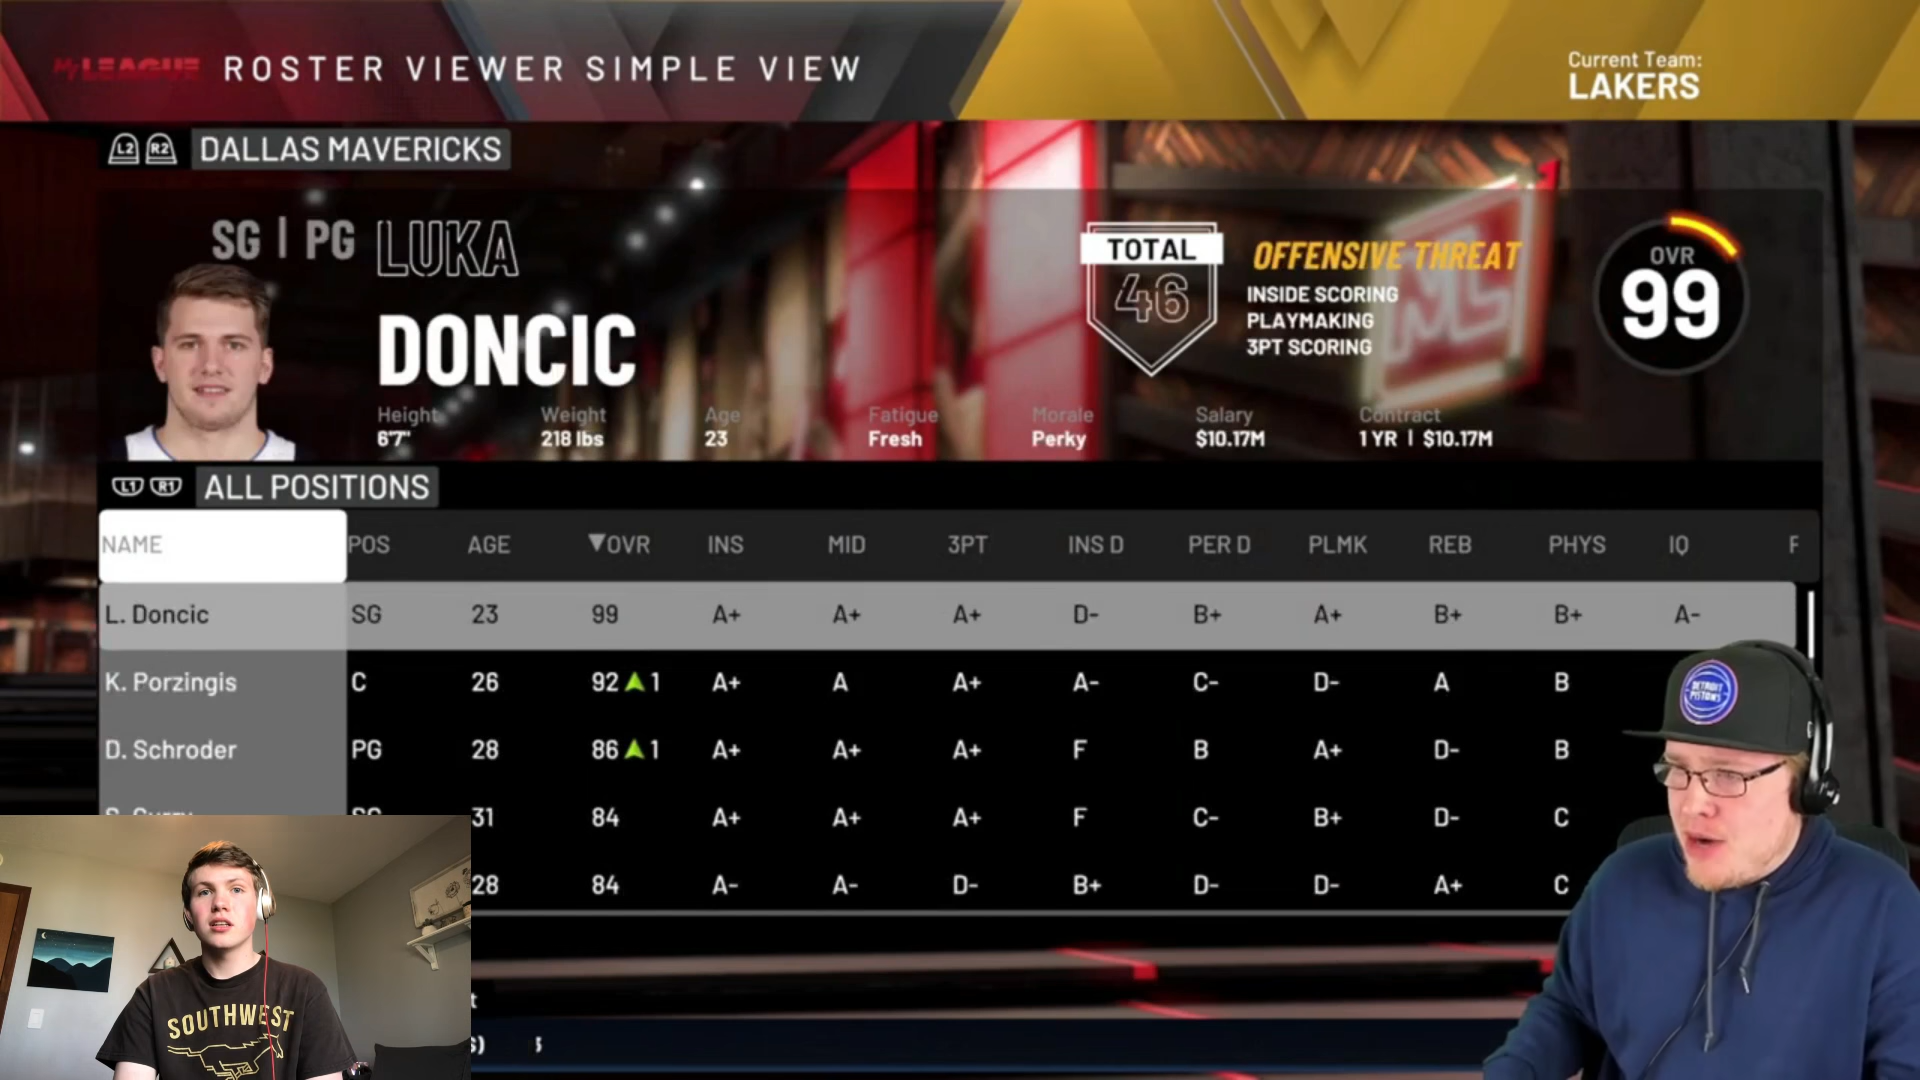 MyLEAGUE ROSTER VIEWER SIMPLE VIEW
Current Team:
LAKERS
L2 R2 DALLAS MAVERICKS
SG | PG LUKA
DONCIC
TOTAL
46
OFFENSIVE THREAT
INSIDE SCORING
PLAYMAKING
3PT SCORING
OVR
99
Height Weight Age Fatigue Morale Salary Contract
6'7" 218 lbs 23 Fresh Perky $10.17M 1 YR | $10.17M
L1 R1 ALL POSITIONS
NAME POS AGE ▼OVR INS MID 3PT INS D PER D PLMK REB PHYS IQ
L. Doncic SG 23 99 A+ A+ A+ D- B+ A+ B+ B+ A-
K. Porzingis C 26 92 ▲ 1 A+ A A+ A- C- D- A B
D. Schroder PG 28 86 ▲ 1 A+ A+ A+ F B A+ D- B
31 84 A+ A+ A+ F C- B+ D- C
28 84 A- A- D- B+ D- D- A+ C
DETROIT
PISTONS
SOUTHWEST